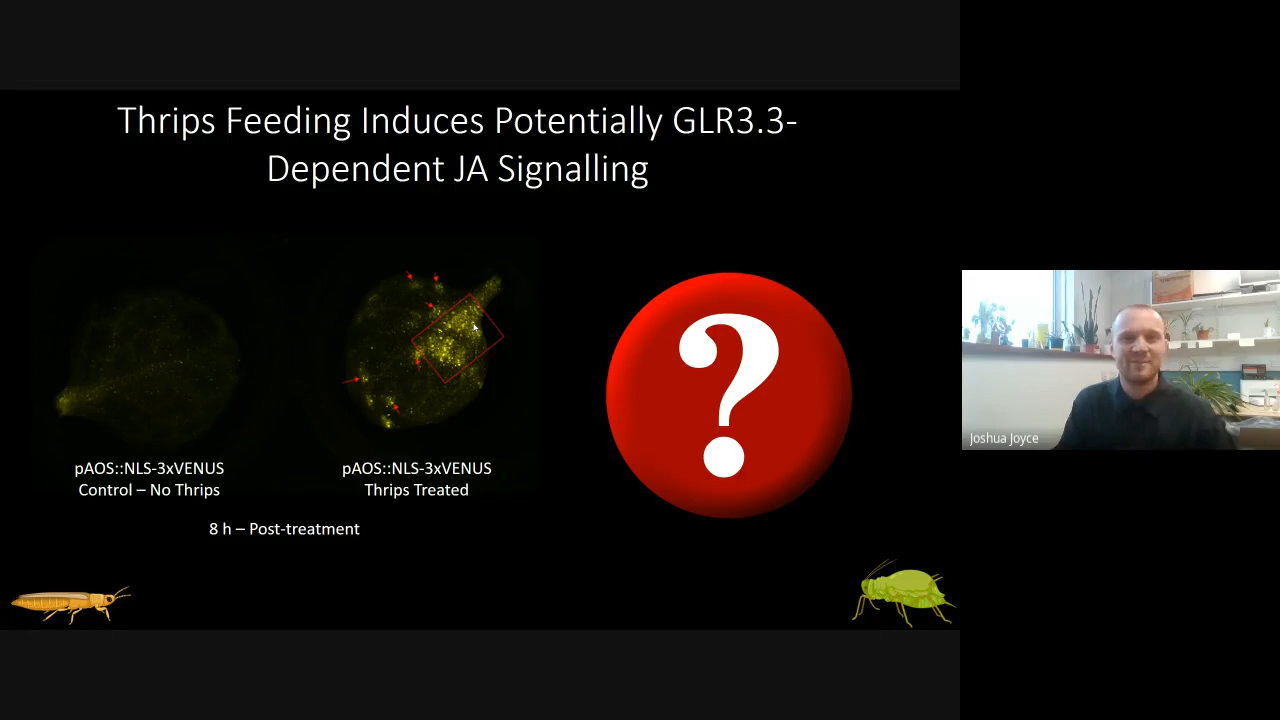 Thrips Feeding Induces Potentially GLR3.3-
Dependent JA Signalling
?
pAOS::NLS-3xVENUS
Control – No Thrips
pAOS::NLS-3xVENUS
Thrips Treated
8 h – Post-treatment
Joshua Joyce